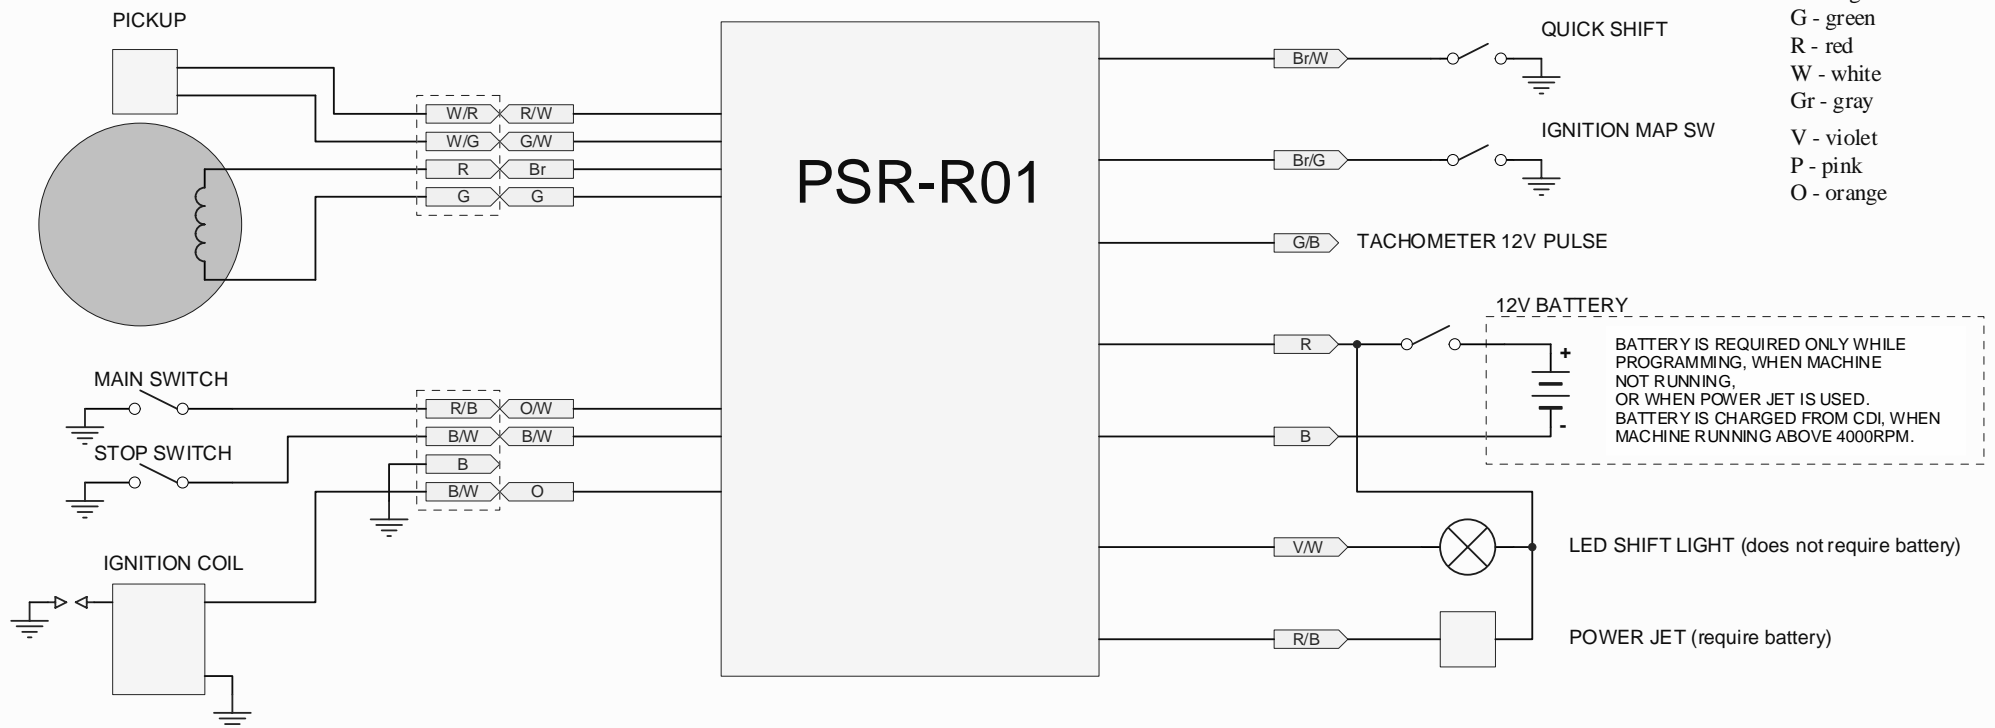 PICKUP
W/R R/W
W/G G/W
R Br
G G
MAIN SWITCH
R/B O/W
B/W B/W
STOP SWITCH
B
B/W O
IGNITION COIL
PSR-R01
QUICK SHIFT
Br/W
IGNITION MAP SW
Br/G
G/B TACHOMETER 12V PULSE
12V BATTERY
R
+
-
B
BATTERY IS REQUIRED ONLY WHILE
PROGRAMMING, WHEN MACHINE
NOT RUNNING,
OR WHEN POWER JET IS USED.
BATTERY IS CHARGED FROM CDI, WHEN
MACHINE RUNNING ABOVE 4000RPM.
V/W LED SHIFT LIGHT (does not require battery)
R/B POWER JET (require battery)
G - green
R - red
W - white
Gr - gray
V - violet
P - pink
O - orange